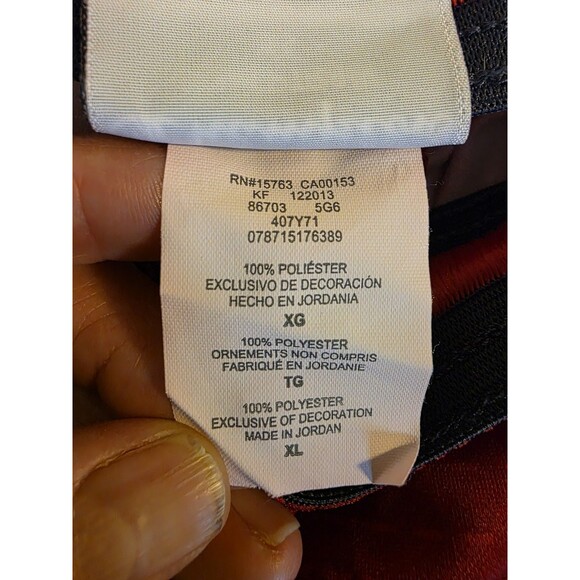 RN#15763 CA00153
KF 122013
86703 5G6
407Y71
078715176389
100% POLIÉSTER
EXCLUSIVO DE DECORACIÓN
HECHO EN JORDANIA
XG
100% POLYESTER
ORNEMENTS NON COMPRIS
FABRIQUÉ EN JORDANIE
TG
100% POLYESTER
EXCLUSIVE OF DECORATION
MADE IN JORDAN
XL